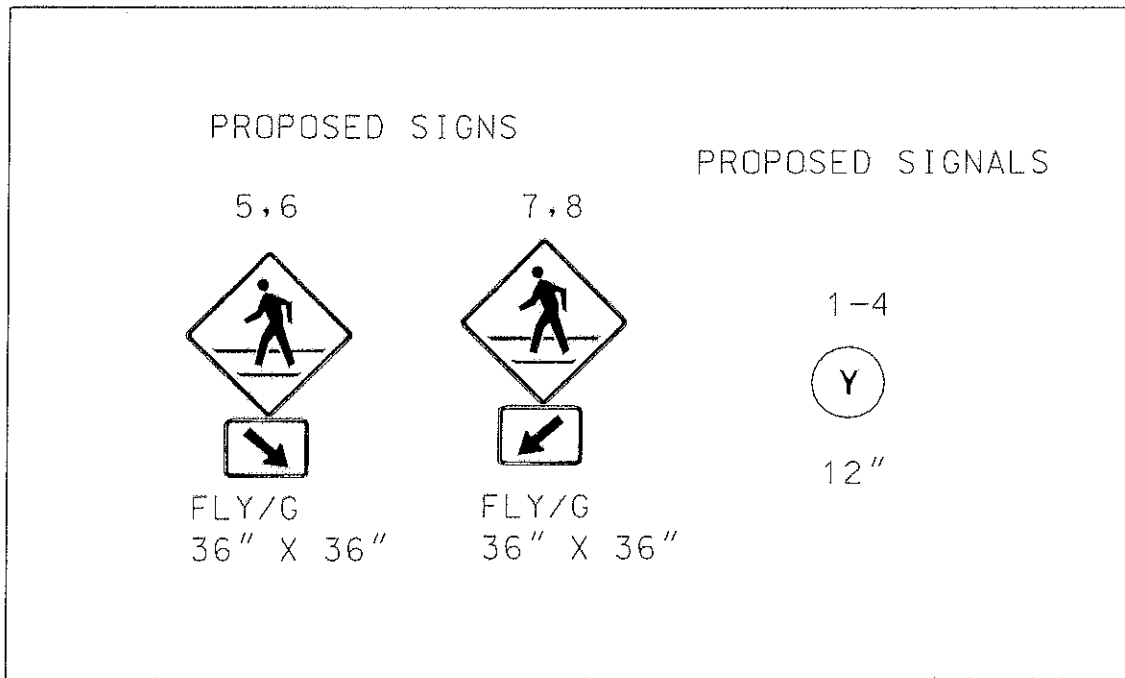 PROPOSED SIGNS
PROPOSED SIGNALS
5,6
7,8
1-4
Y
12"
FLY/G
36" X 36"
FLY/G
36" X 36"